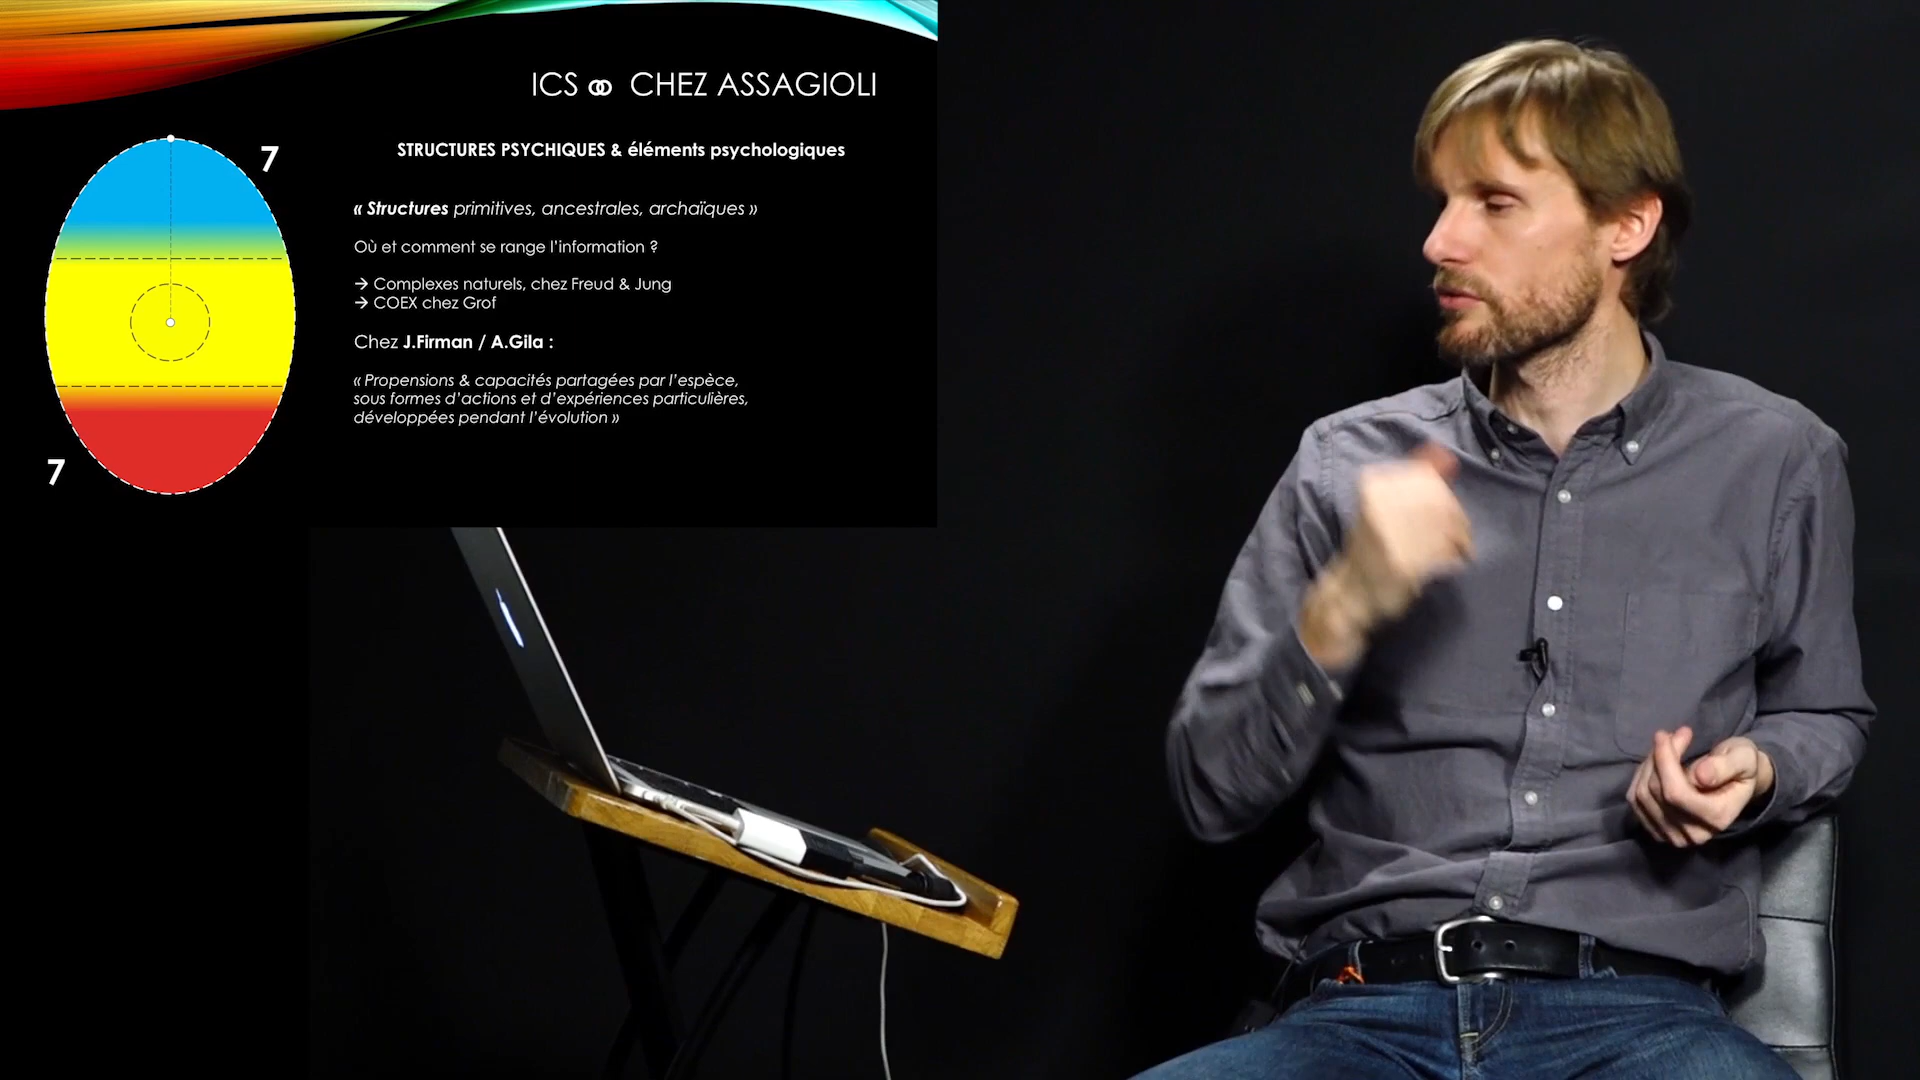 ICS ⚭ CHEZ ASSAGIOLI
7
STRUCTURES PSYCHIQUES & éléments psychologiques
« Structures primitives, ancestrales, archaïques »
Où et comment se range l'information ?
→ Complexes naturels, chez Freud & Jung
→ COEX chez Grof
Chez J.Firman / A.Gila :
« Propensions & capacités partagées par l'espèce,
sous formes d'actions et d'expériences particulières,
développées pendant l'évolution »
7